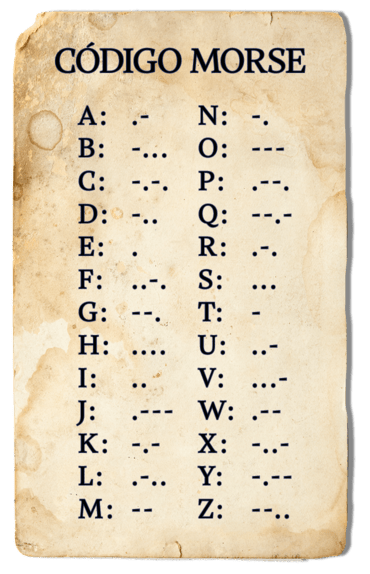 CÓDIGO MORSE
A: .- N: -.
B: -... O: ---
C: -.-. P: .--.
D: -.. Q: --.-
E: . R: .-.
F: ..-. S: ...
G: --. T: -
H: .... U: ..-
I: .. V: ...-
J: .--- W: .--
K: -.- X: -..-
L: .-.. Y: -.--
M: -- Z: --..